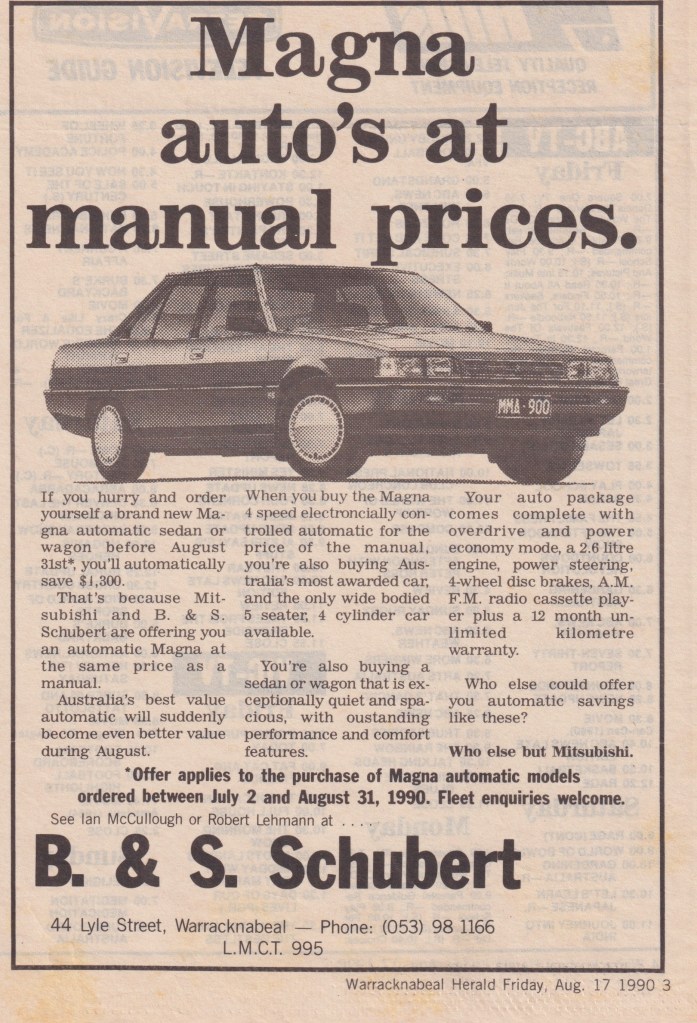 Magna
auto's at
manual prices.
MMA·900
If you hurry and order
yourself a brand new Ma-
gna automatic sedan or
wagon before August
31st*, you'll automatically
save $1,300.
That's because Mit-
subishi and B. & S.
Schubert are offering you
an automatic Magna at
the same price as a
manual.
Australia's best value
automatic will suddenly
become even better value
during August.
When you buy the Magna
4 speed electroncially con-
trolled automatic for the
price of the manual,
you're also buying Aus-
tralia's most awarded car,
and the only wide bodied
5 seater, 4 cylinder car
available.
You're also buying a
sedan or wagon that is ex-
ceptionally quiet and spa-
cious, with oustanding
performance and comfort
features.
Your auto package
comes complete with
overdrive and power
economy mode, a 2.6 litre
engine, power steering,
4-wheel disc brakes, A.M.
F.M. radio cassette play-
er plus a 12 month un-
limited kilometre
warranty.
Who else could offer
you automatic savings
like these?
Who else but Mitsubishi.
*Offer applies to the purchase of Magna automatic models
ordered between July 2 and August 31, 1990. Fleet enquiries welcome.
See Ian McCullough or Robert Lehmann at . . . .
B. & S. Schubert
44 Lyle Street, Warracknabeal — Phone: (053) 98 1166
L.M.C.T. 995
Warracknabeal Herald Friday, Aug. 17 1990 3